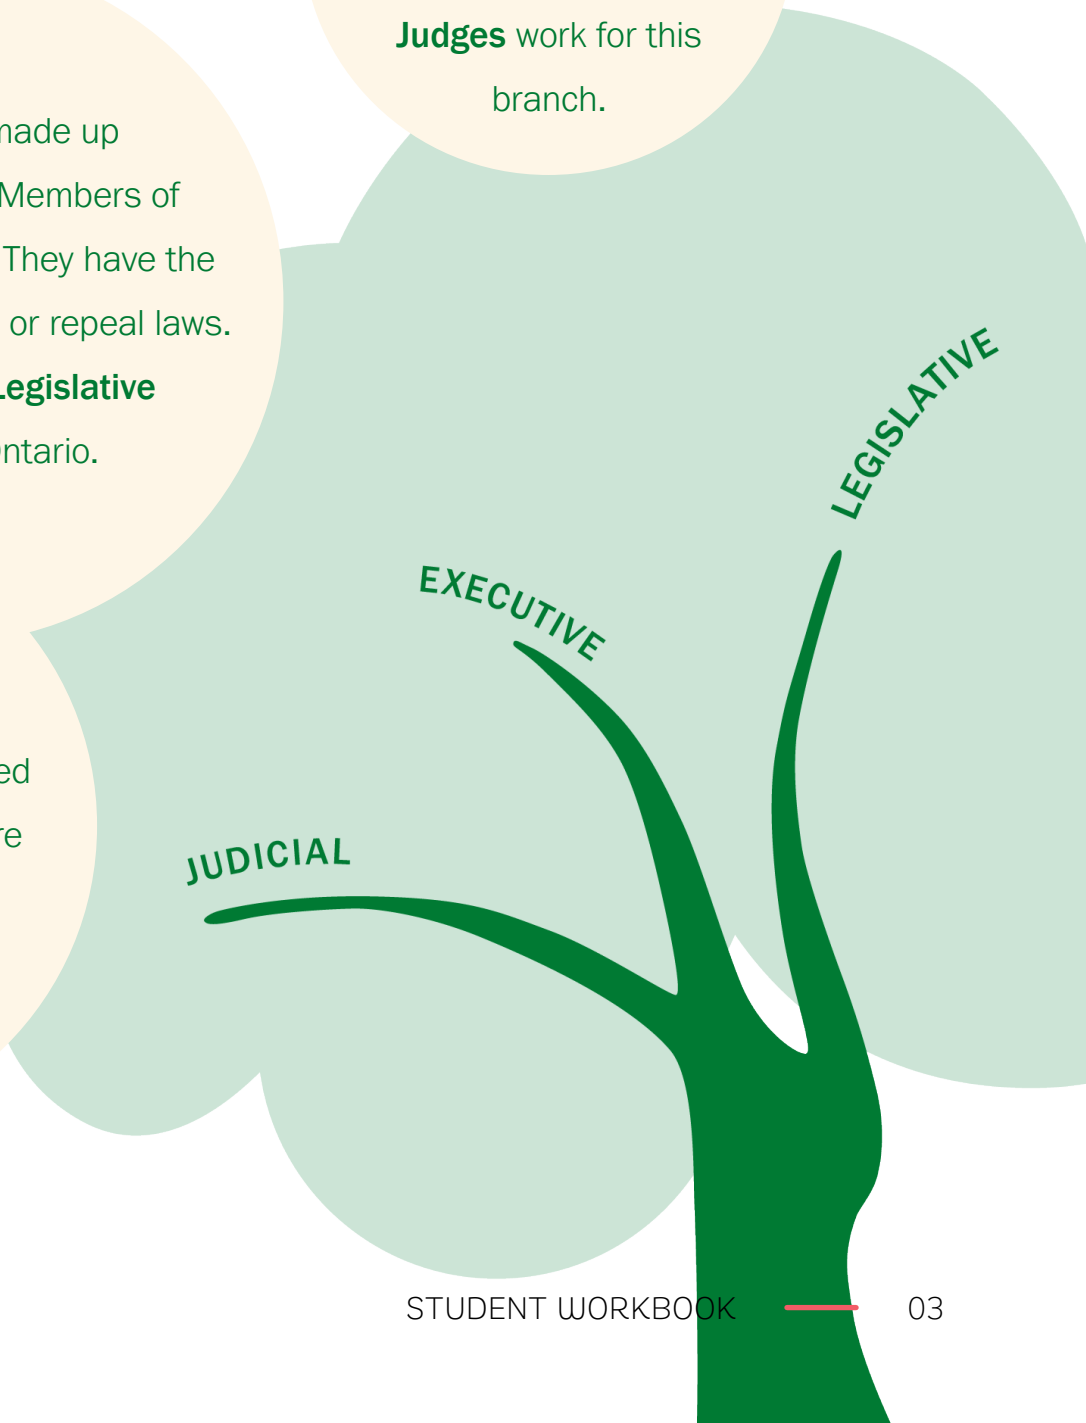 Judges work for this
branch.
made up
Members of
They have the
or repeal laws.
Legislative
Ontario.
ed
re
LEGISLATIVE
EXECUTIVE
JUDICIAL
STUDENT WORKBOOK 03